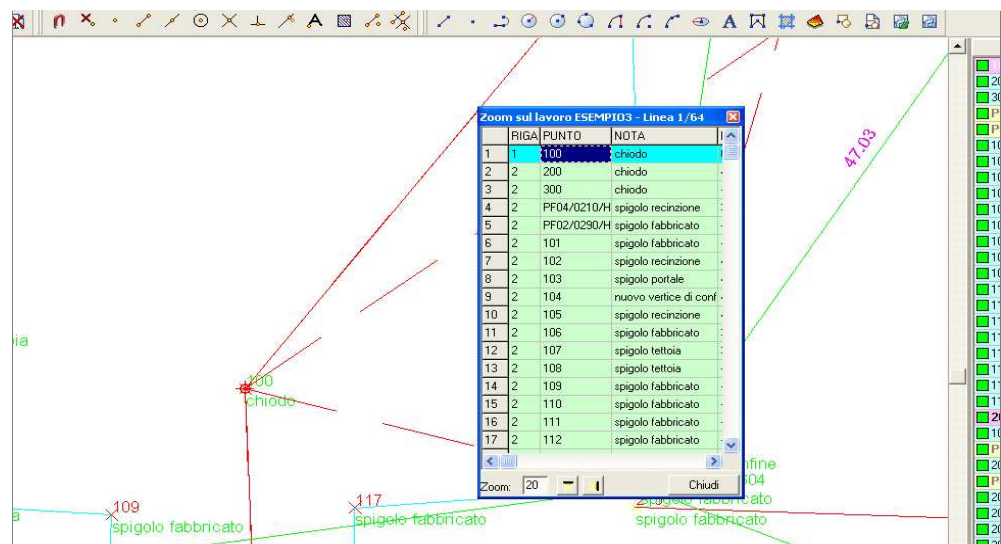 47.03
Zoom sul lavoro ESEMPIO3 - Linea 1/64
RIGA PUNTO NOTA
1 1 100 chiodo
2 2 200 chiodo
3 2 300 chiodo
4 2 PF04/0210/H spigolo recinzione
5 2 PF02/0290/H spigolo fabbricato
6 2 101 spigolo fabbricato
7 2 102 spigolo recinzione
8 2 103 spigolo portale
9 2 104 nuovo vertice di conf
10 2 105 spigolo recinzione
11 2 106 spigolo fabbricato
12 2 107 spigolo tettoia
13 2 108 spigolo tettoia
14 2 109 spigolo fabbricato
15 2 110 spigolo fabbricato
16 2 111 spigolo fabbricato
17 2 112 spigolo fabbricato
Zoom: 20 Chiudi
100
chiodo
109
spigolo fabbricato
117
spigolo fabbricato
spigolo fabbricato